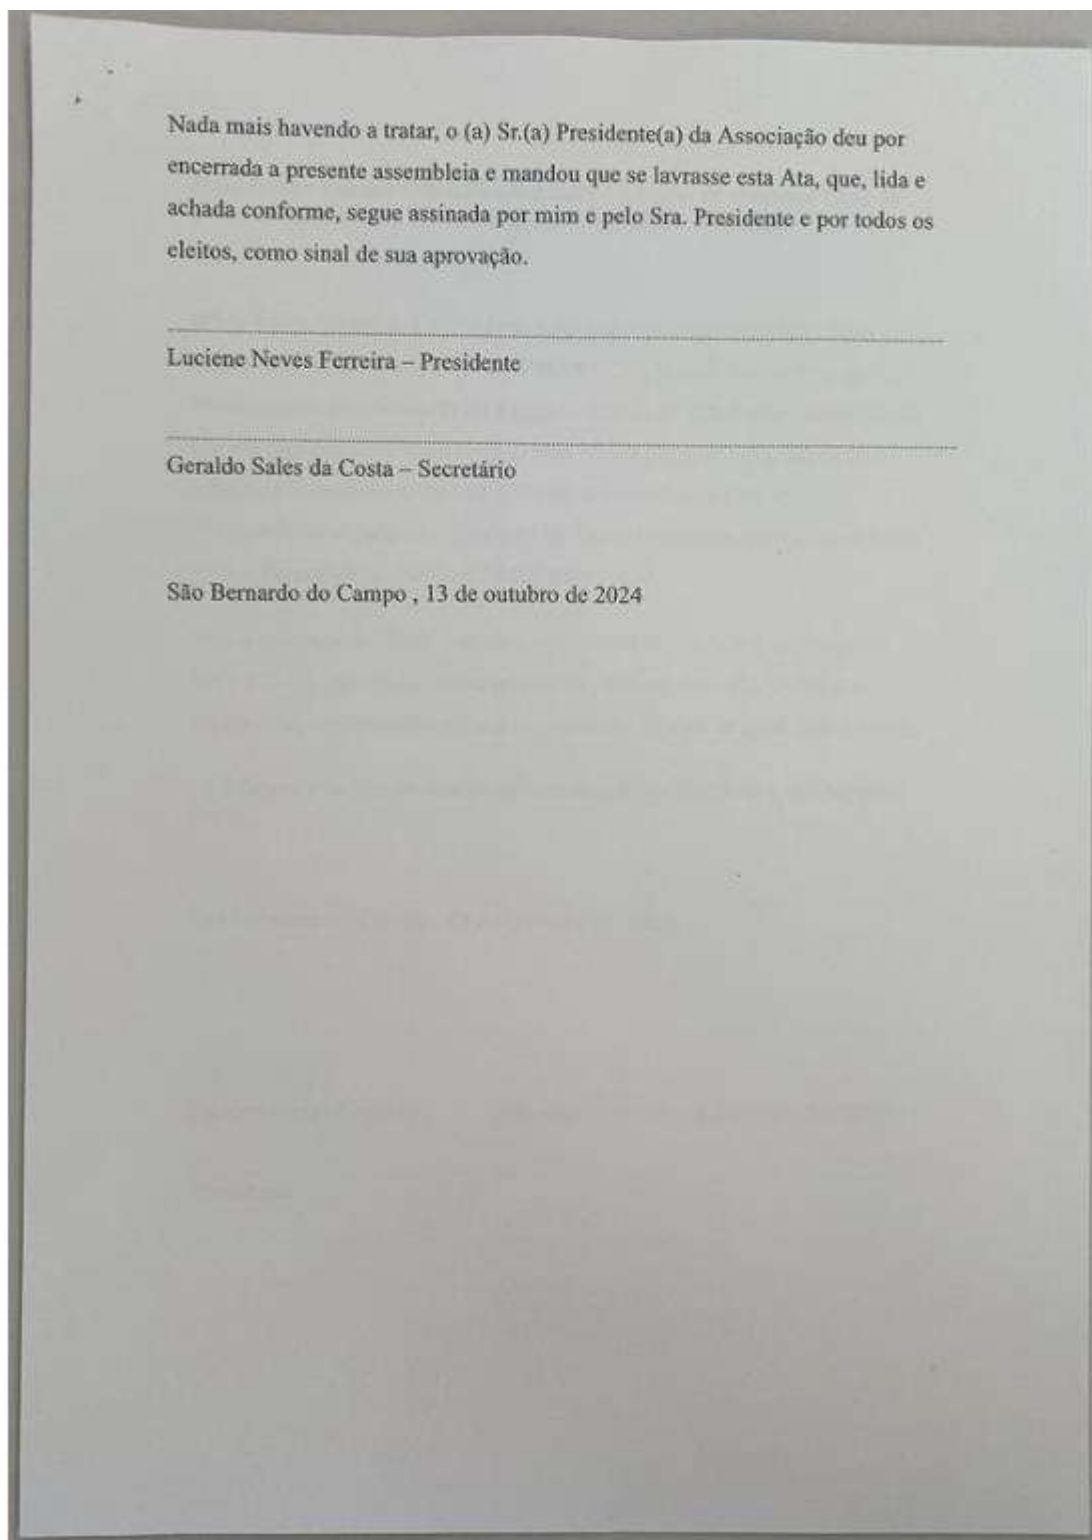 Nada mais havendo a tratar, o (a) Sr.(a) Presidente(a) da Associação deu por
encerrada a presente assembleia e mandou que se lavrasse esta Ata, que, lida e
achada conforme, segue assinada por mim e pelo Sra. Presidente e por todos os
eleitos, como sinal de sua aprovação.
Luciene Neves Ferreira – Presidente
Geraldo Sales da Costa – Secretário
São Bernardo do Campo , 13 de outubro de 2024